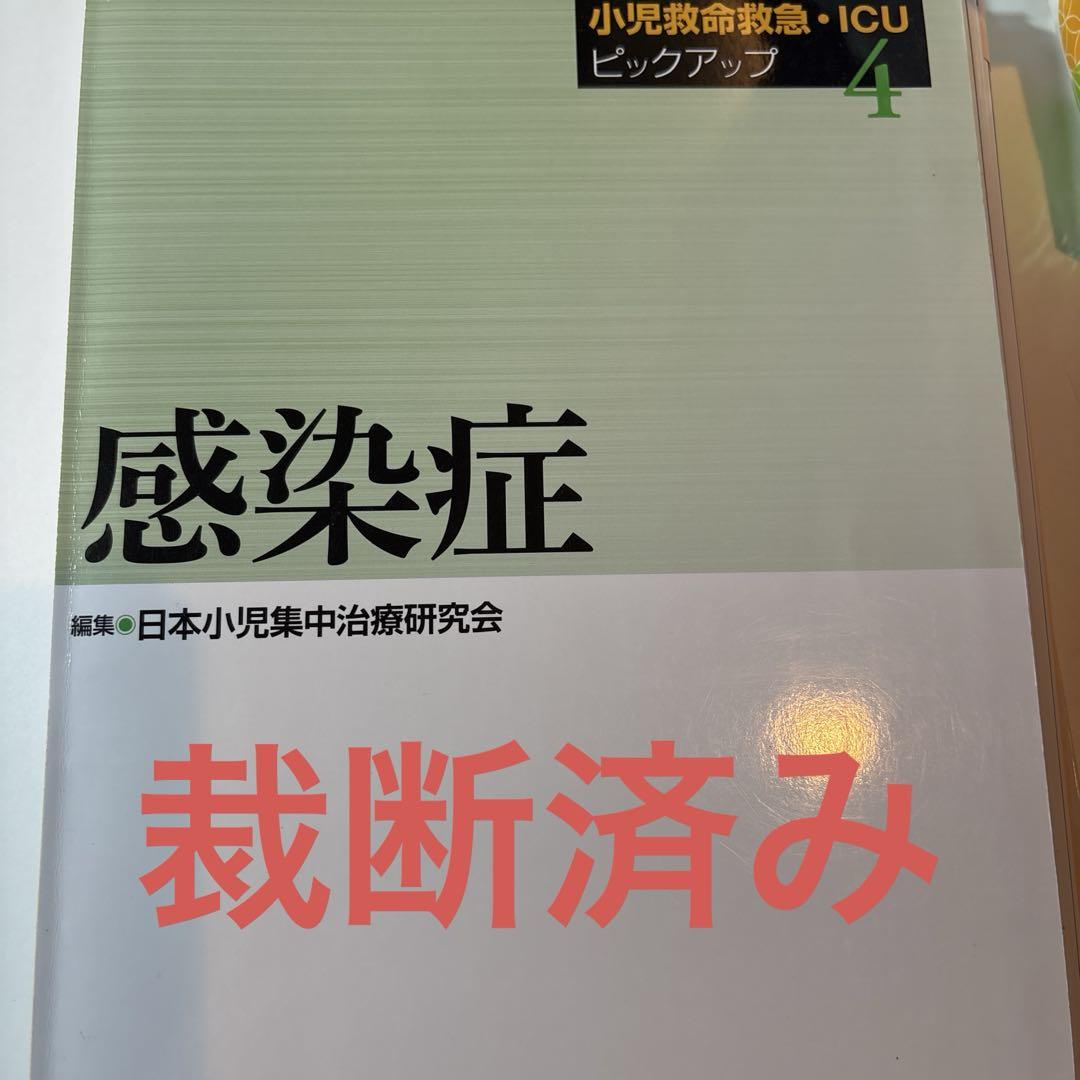 小児救命救急・ICU
ピックアップ
4
感染症
編集◉日本小児集中治療研究会
裁断済み